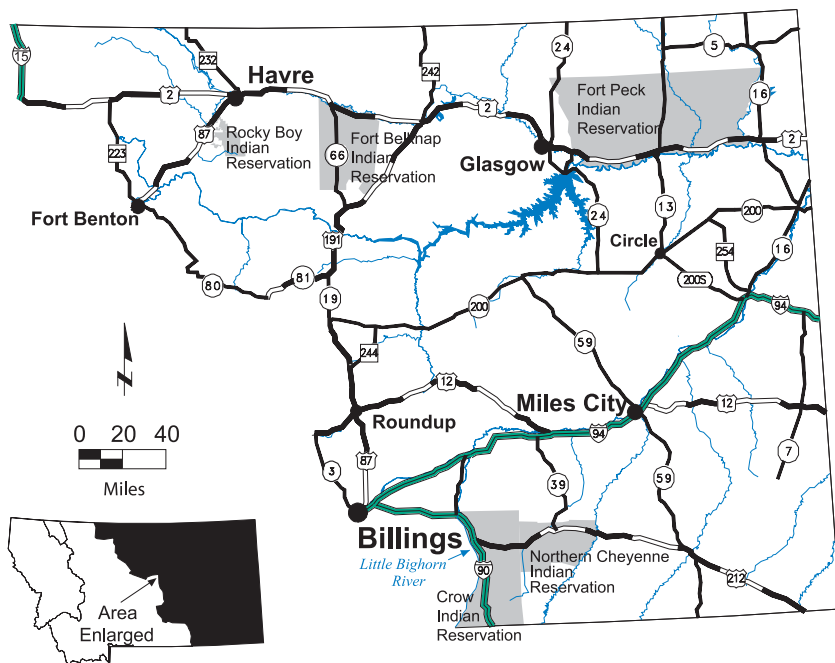 15
232
Havre
242
24
5
2
16
Fort Peck
Indian
Reservation
87
Rocky Boy
Indian
Reservation
Fort Belknap
Indian
Reservation
2
2
223
66
Glasgow
Fort Benton
191
24
13
200
Circle
254
16
80
81
19
200S
94
200
244
59
12
Miles City
12
Roundup
94
0 20 40
Miles
3
87
39
59
7
Billings
Little Bighorn
River
90
Northern Cheyenne
Indian
Reservation
212
Crow
Indian
Reservation
N
Area
Enlarged